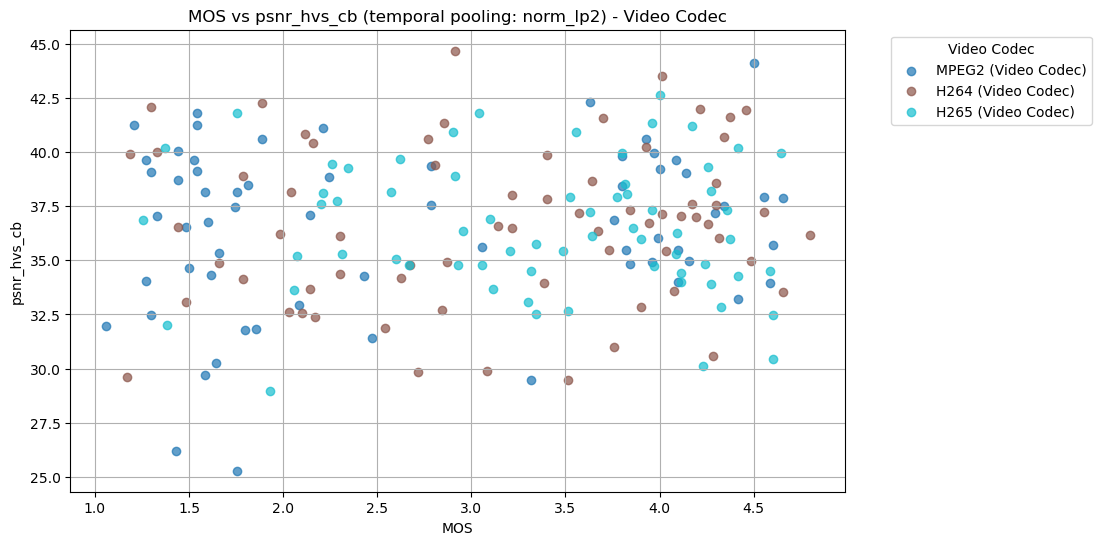 MOS vs psnr_hvs_cb (temporal pooling: norm_lp2) - Video Codec
Video Codec
MPEG2 (Video Codec)
H264 (Video Codec)
H265 (Video Codec)
psnr_hvs_cb
45.0
42.5
40.0
37.5
35.0
32.5
30.0
27.5
25.0
1.0 1.5 2.0 2.5 3.0 3.5 4.0 4.5
MOS